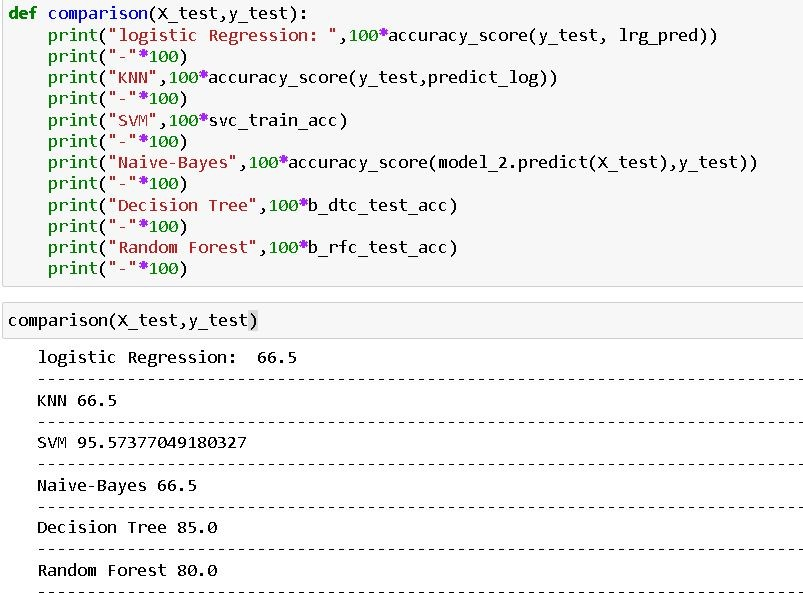 def comparison(X_test,y_test):
    print("logistic Regression: ",100*accuracy_score(y_test, lrg_pred))
    print("-"*100)
    print("KNN",100*accuracy_score(y_test,predict_log))
    print("-"*100)
    print("SVM",100*svc_train_acc)
    print("-"*100)
    print("Naive-Bayes",100*accuracy_score(model_2.predict(X_test),y_test))
    print("-"*100)
    print("Decision Tree",100*b_dtc_test_acc)
    print("-"*100)
    print("Random Forest",100*b_rfc_test_acc)
    print("-"*100)
comparison(X_test,y_test)
logistic Regression:  66.5
--------------------------------------------------------------------------------
KNN 66.5
--------------------------------------------------------------------------------
SVM 95.57377049180327
--------------------------------------------------------------------------------
Naive-Bayes 66.5
--------------------------------------------------------------------------------
Decision Tree 85.0
--------------------------------------------------------------------------------
Random Forest 80.0
--------------------------------------------------------------------------------